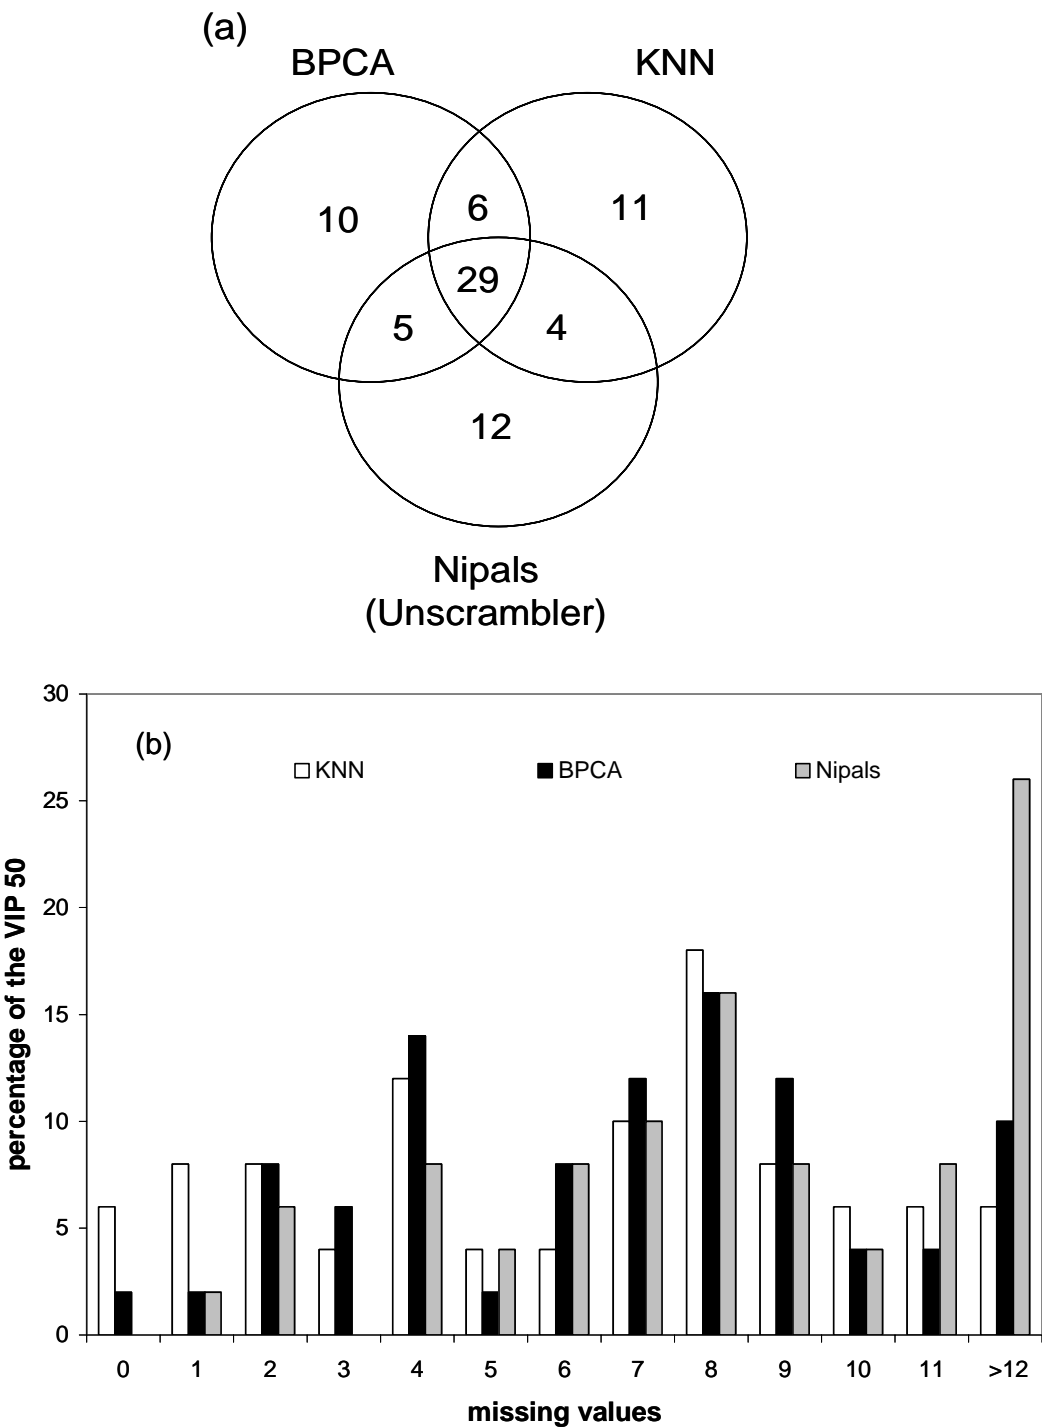 (a)
BPCA
KNN
10
6
11
29
5
4
12
Nipals
(Unscrambler)
30
25
20
15
10
5
0
percentage of the VIP 50
(b)
KNN
BPCA
Nipals
0 1 2 3 4 5 6 7 8 9 10 11 >12
missing values